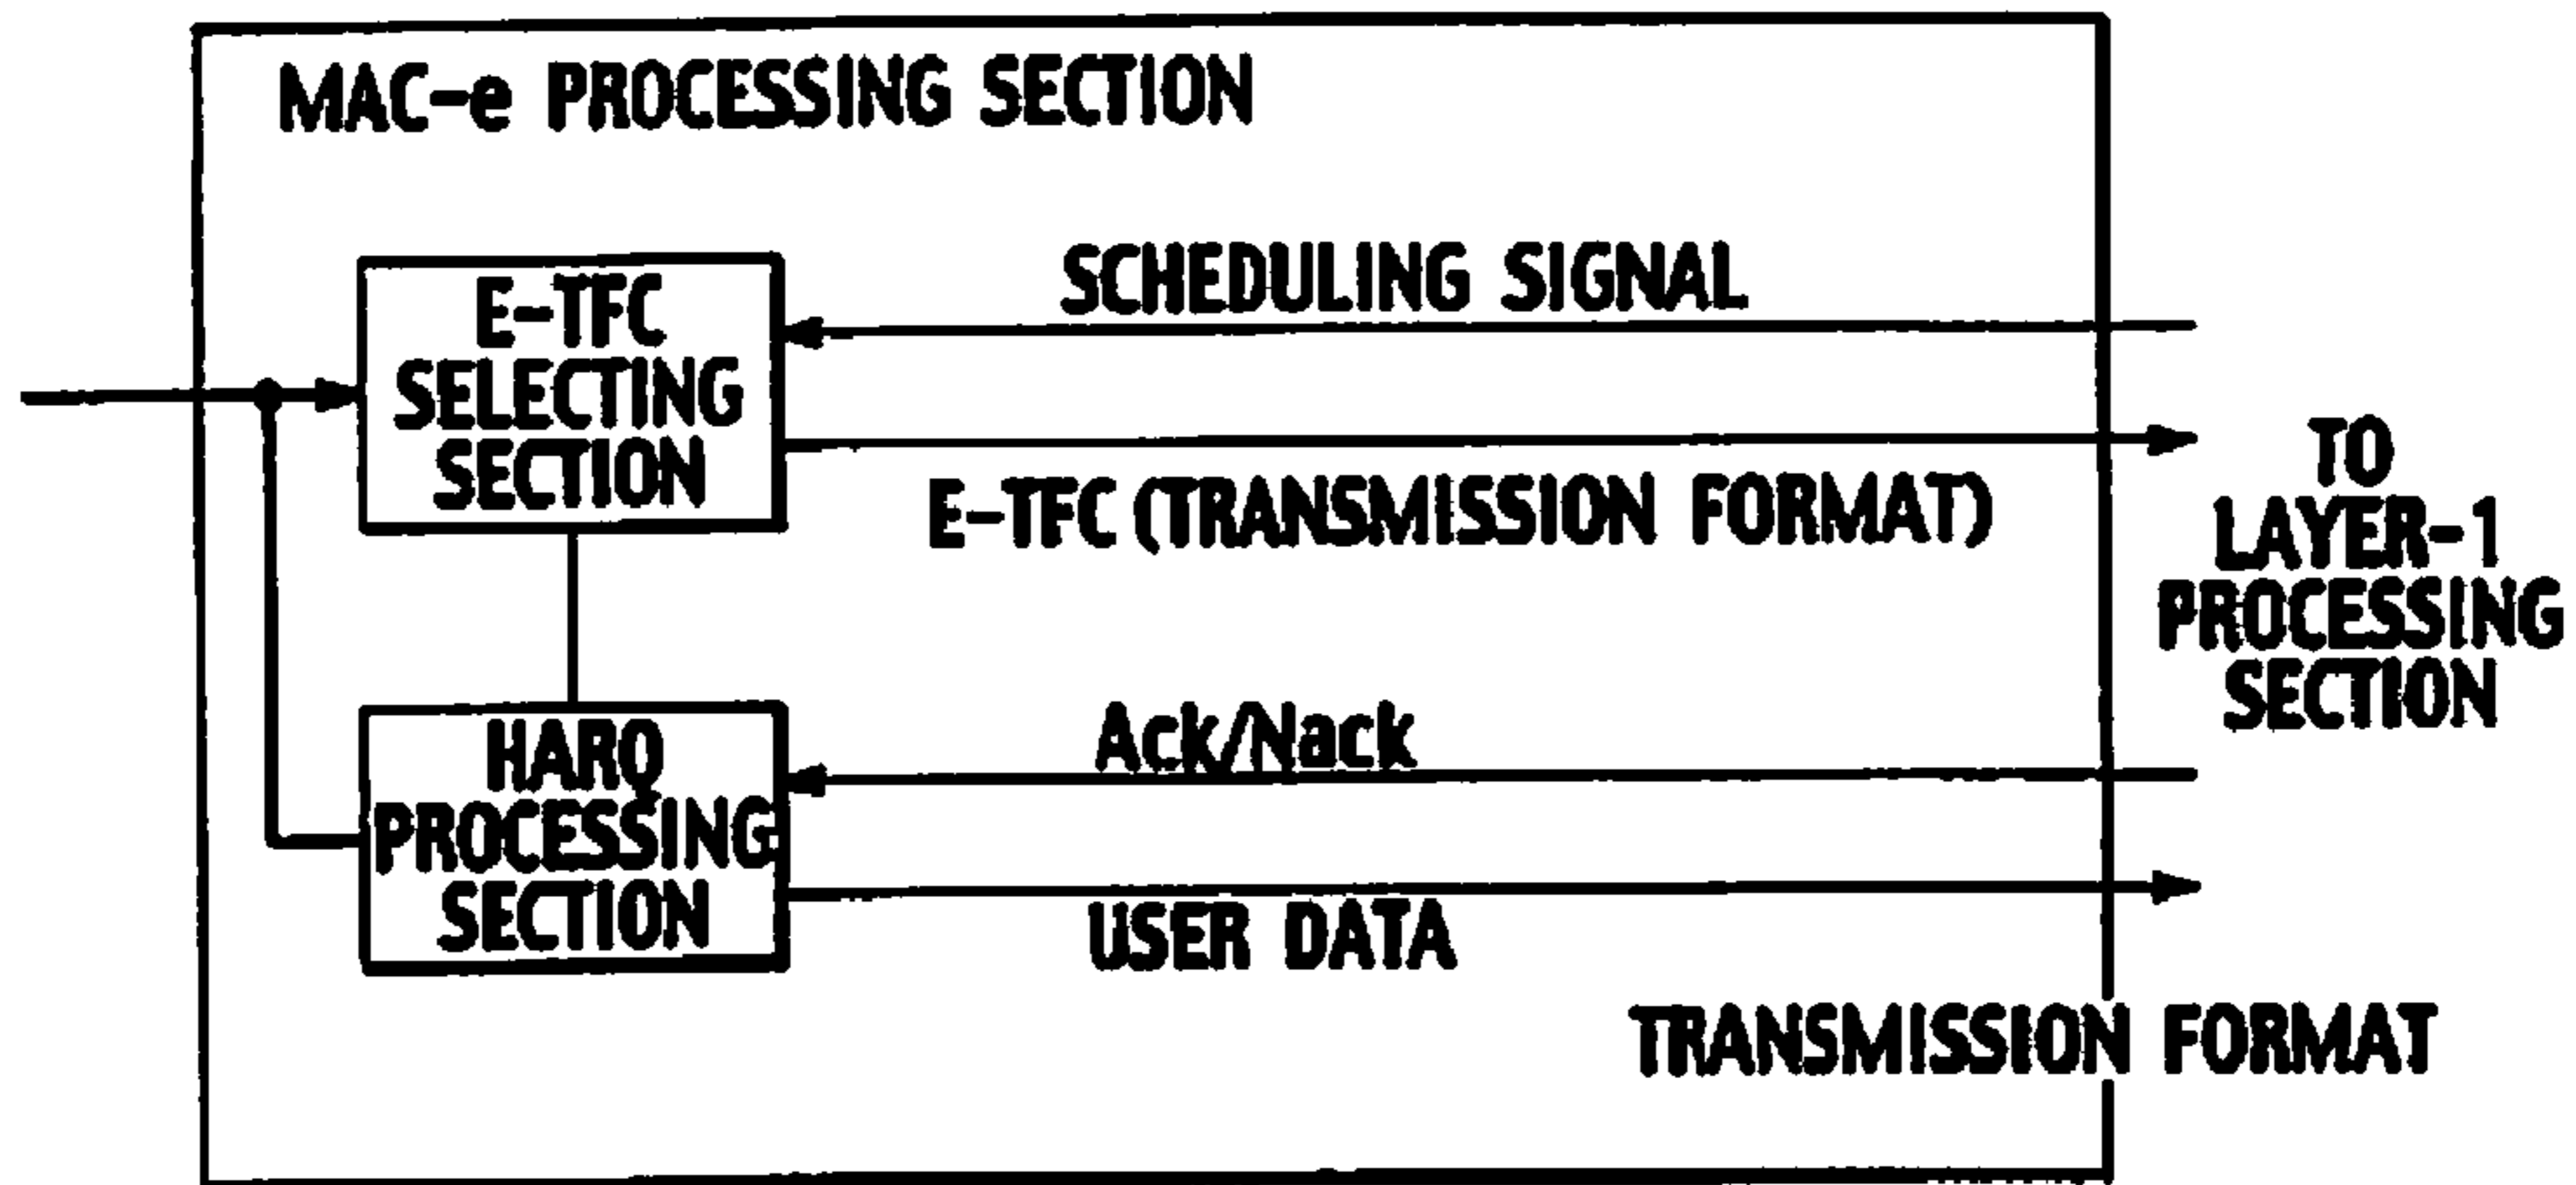 MAC-e PROCESSING SECTION
E-TFC
SELECTING
SECTION
SCHEDULING SIGNAL
E-TFC (TRANSMISSION FORMAT)
TO
LAYER-1
PROCESSING
SECTION
HARQ
PROCESSING
SECTION
Ack/Nack
USER DATA
TRANSMISSION FORMAT